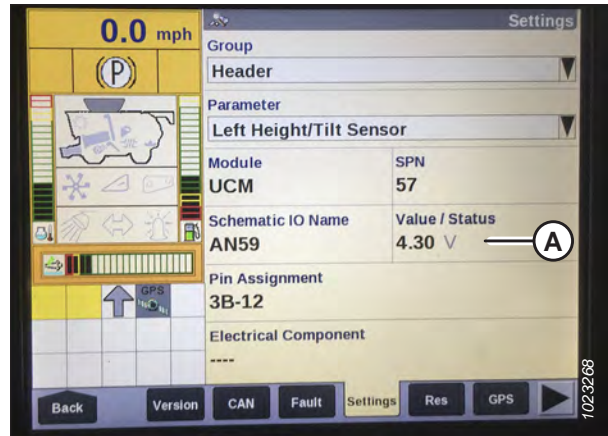 0.0 mph
(P)
GPS
Settings
Group
Header
Parameter
Left Height/Tilt Sensor
Module
UCM
SPN
57
Schematic IO Name
AN59
Value / Status
4.30 V
A
Pin Assignment
3B-12
Electrical Component
----
Back
Version
CAN
Fault
Settings
Res
GPS
1023268